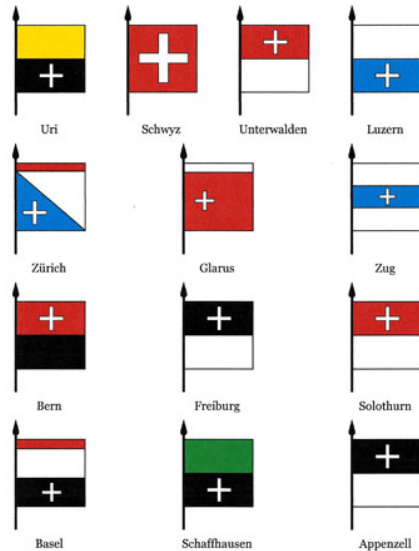 Uri
Schwyz
Unterwalden
Luzern
Zürich
Glarus
Zug
Bern
Freiburg
Solothurn
Basel
Schaffhausen
Appenzell